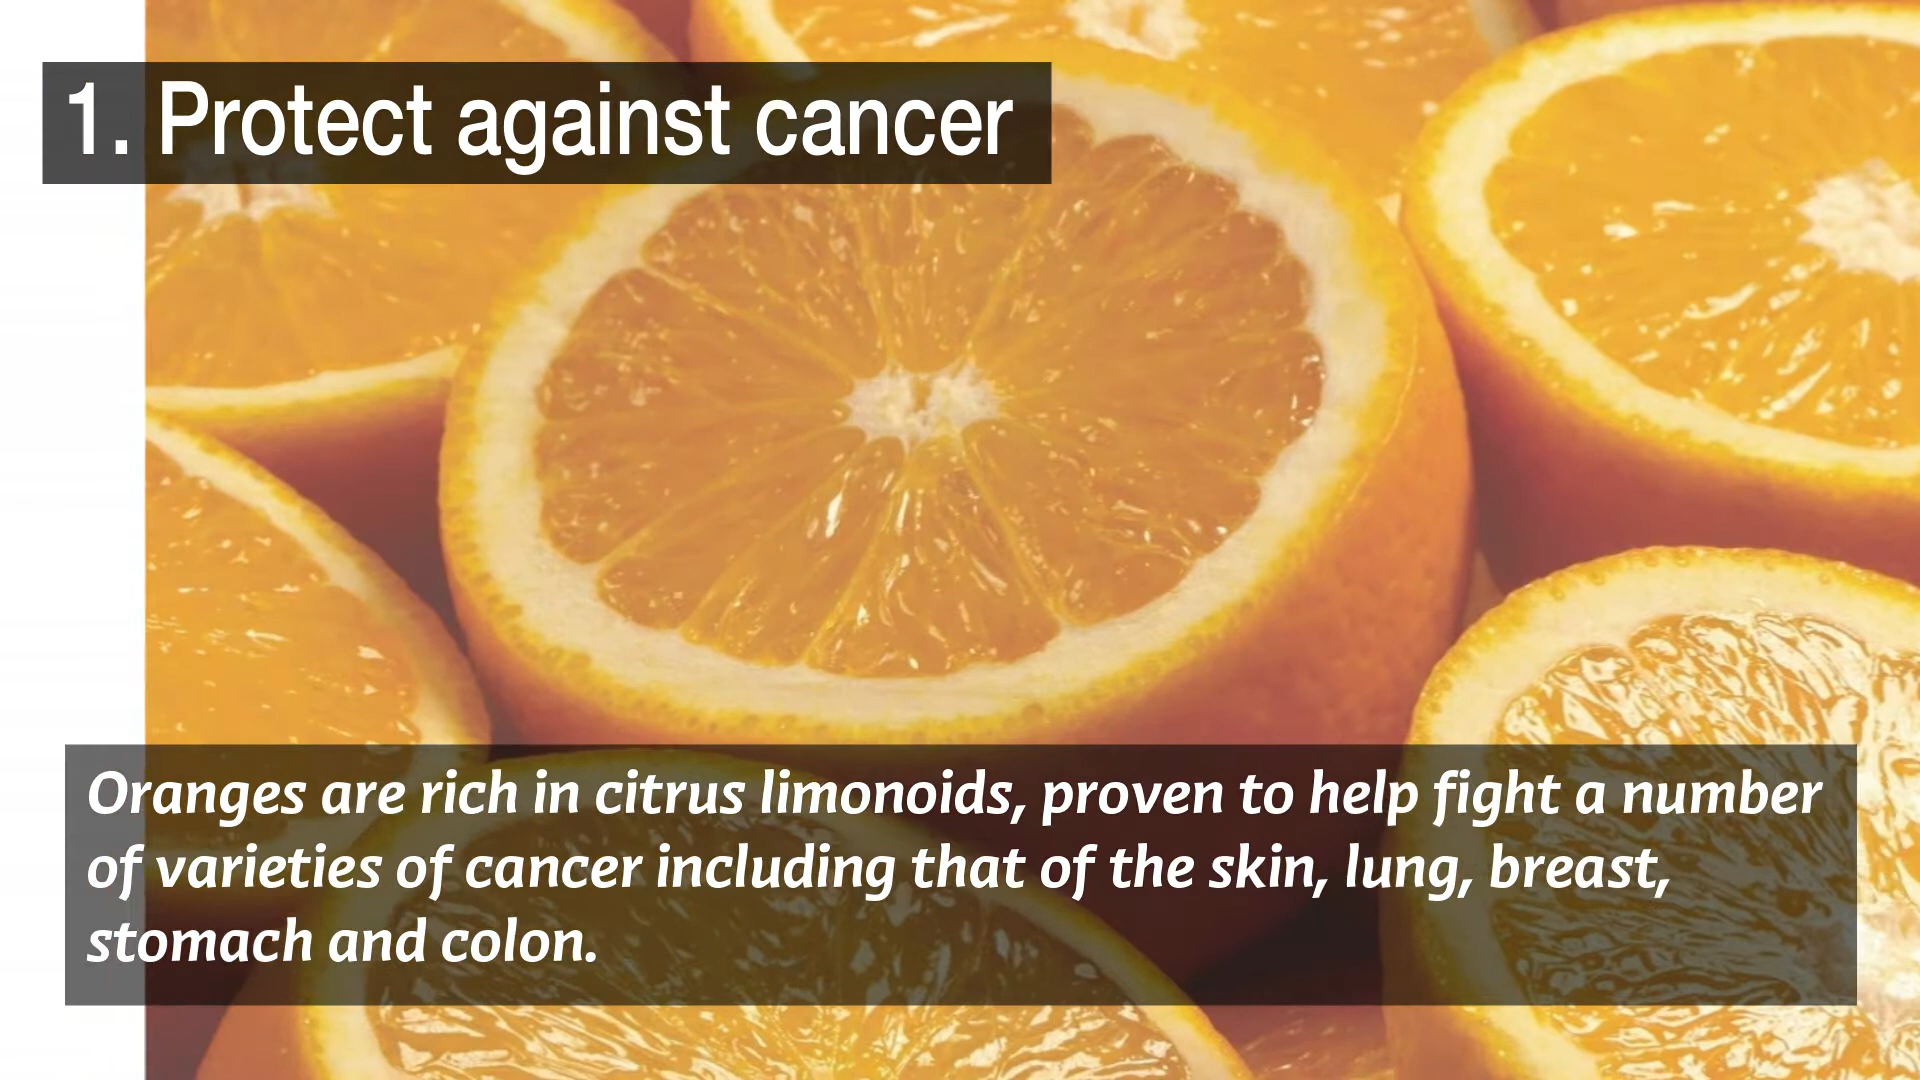 1. Protect against cancer
Oranges are rich in citrus limonoids, proven to help fight a number
of varieties of cancer including that of the skin, lung, breast,
stomach and colon.